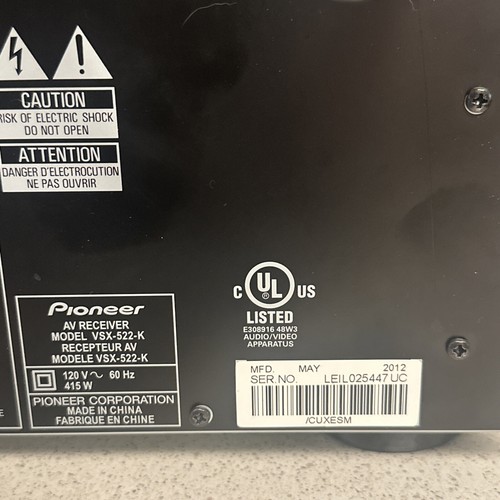 CAUTION
RISK OF ELECTRIC SHOCK
DO NOT OPEN
ATTENTION
DANGER D'ELECTROCUTION
NE PAS OUVRIR
Pioneer
AV RECEIVER
MODEL VSX-522-K
RECEPTEUR AV
MODELE VSX-522-K
120 V ~ 60 Hz
415 W
PIONEER CORPORATION
MADE IN CHINA
FABRIQUE EN CHINE
C UL ® US
LISTED
E308916 48W3
AUDIO/VIDEO
APPARATUS
MFD. MAY 2012
SER.NO. LEIL025447UC
/CUXESM